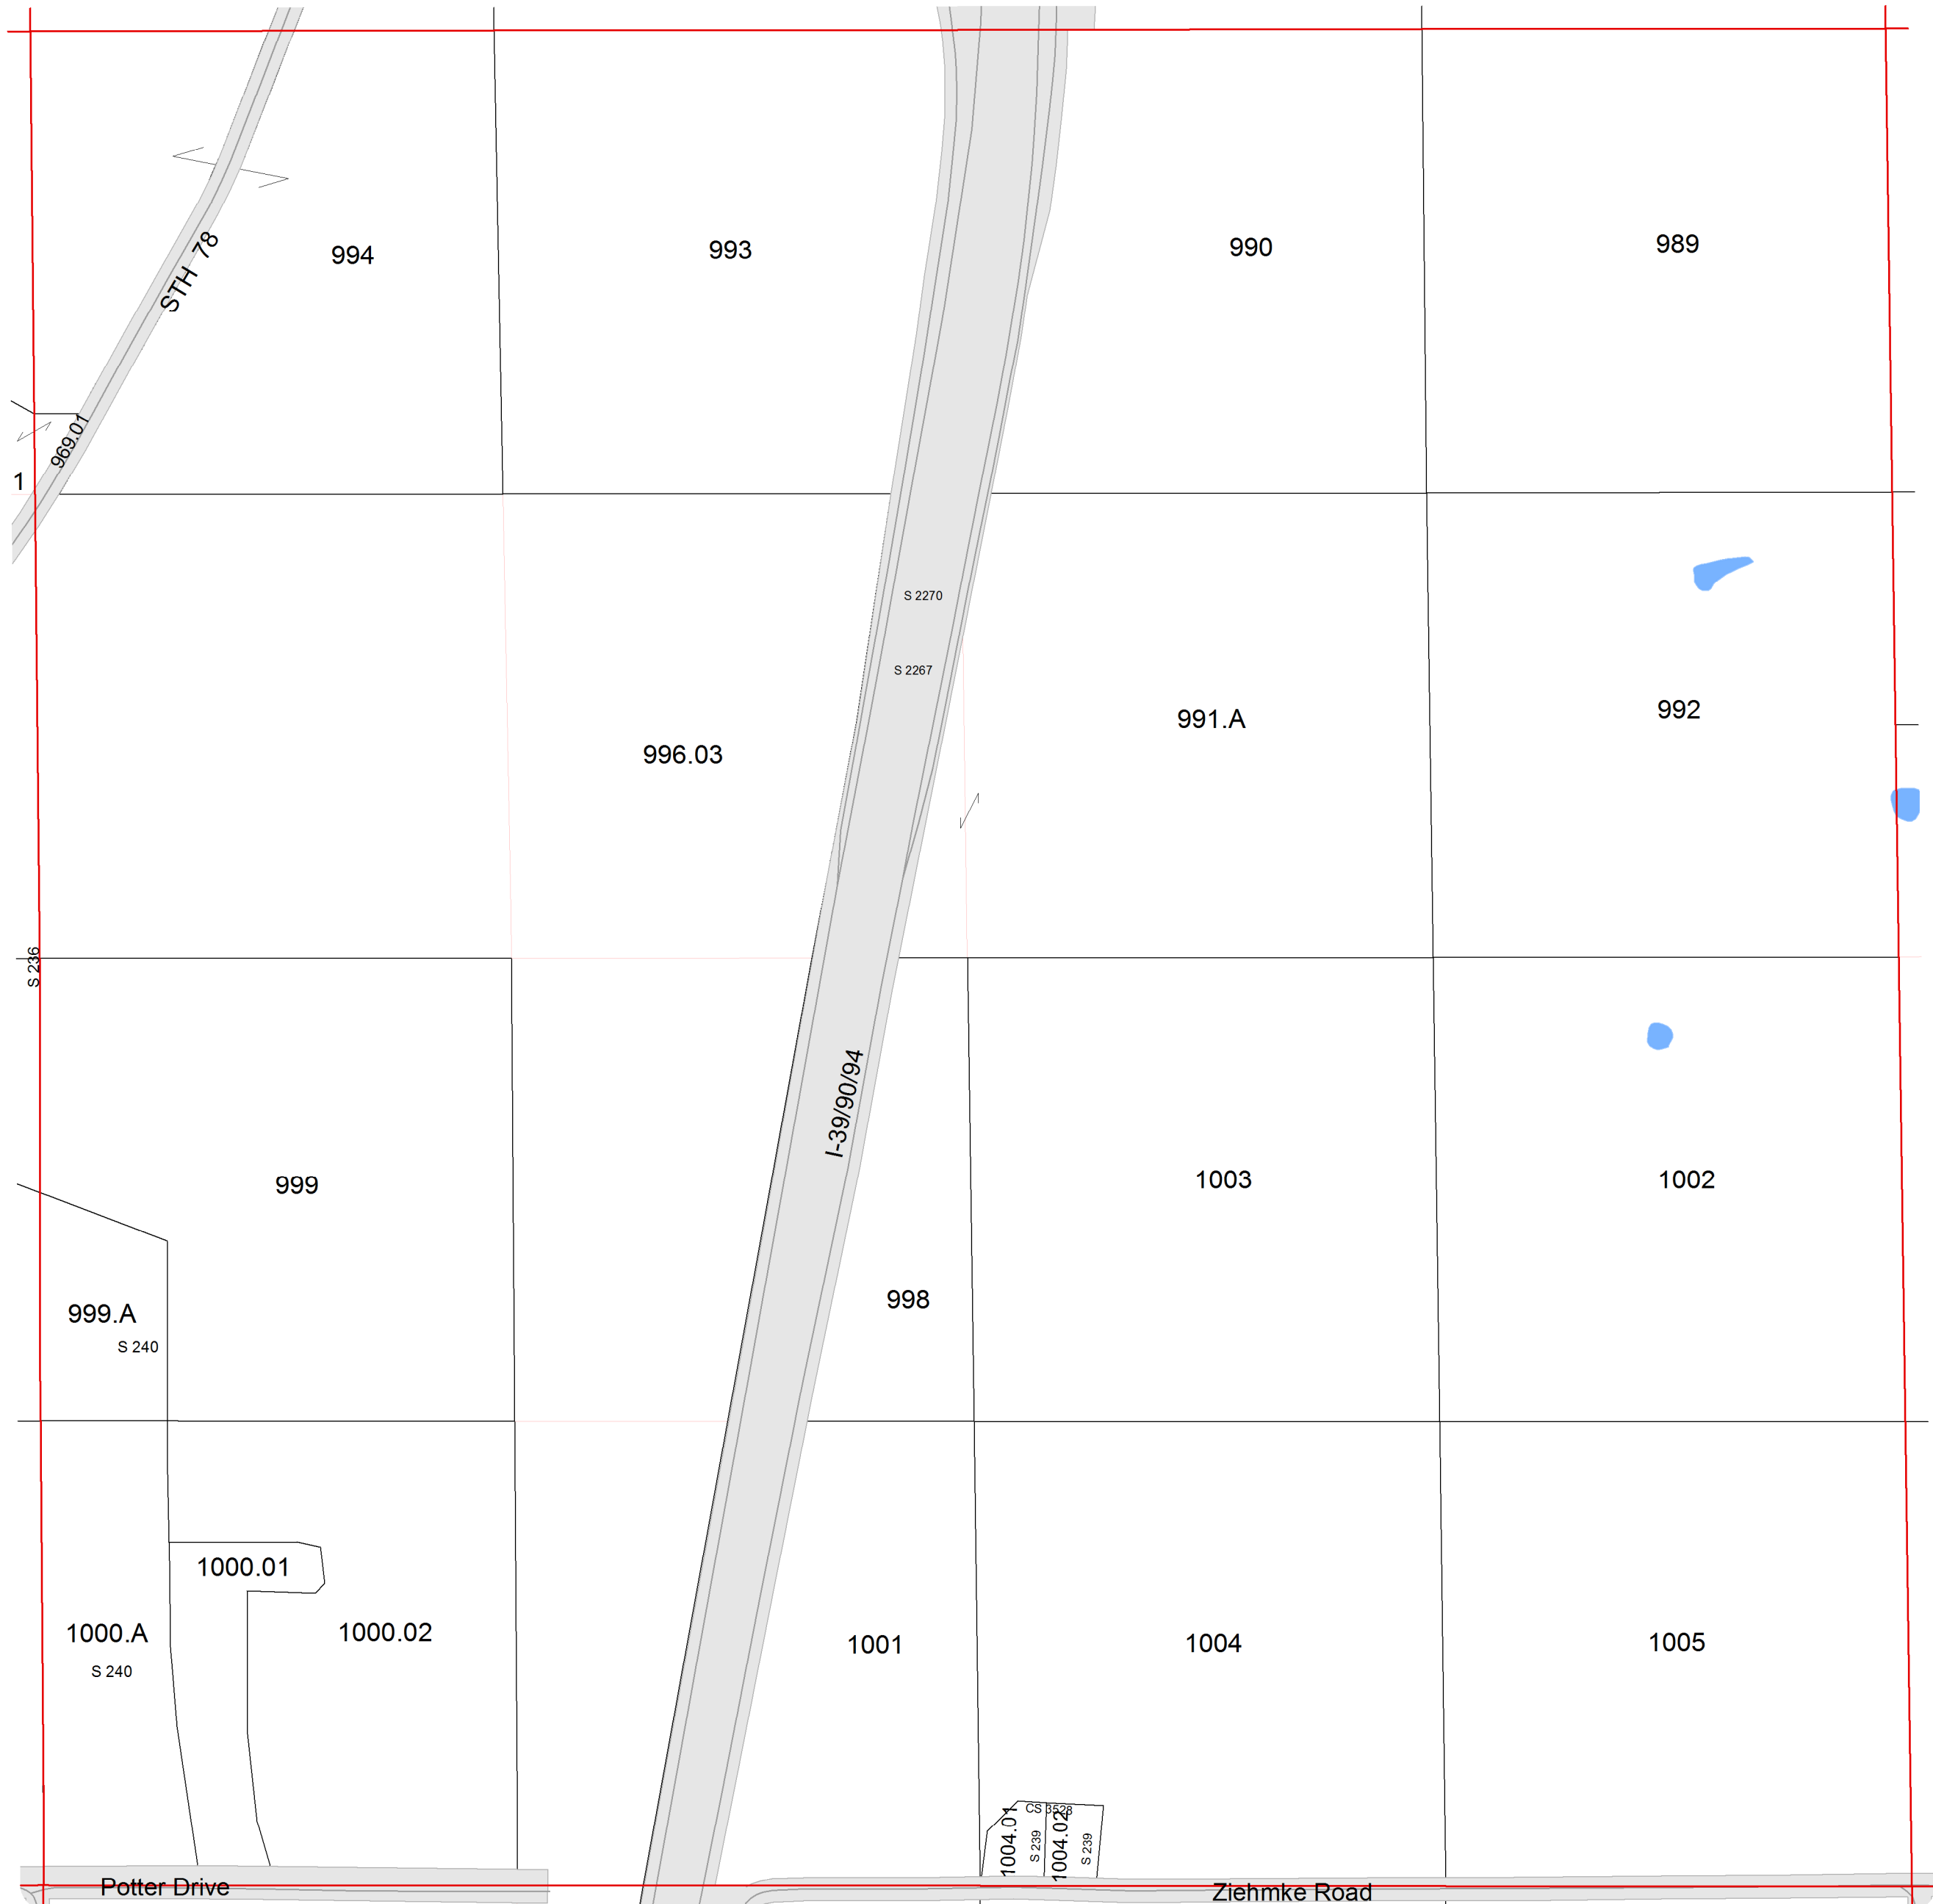 STH 78
994
993
990
989
969.01
1
S 2270
S 2267
996.03
991.A
992
S 236
I-39/90/94
999
1003
1002
998
999.A
S 240
1000.01
1000.A
S 240
1000.02
1001
1004
1005
CS 3528
1004.01
S 239
1004.02
S 239
Potter Drive
Ziehmke Road